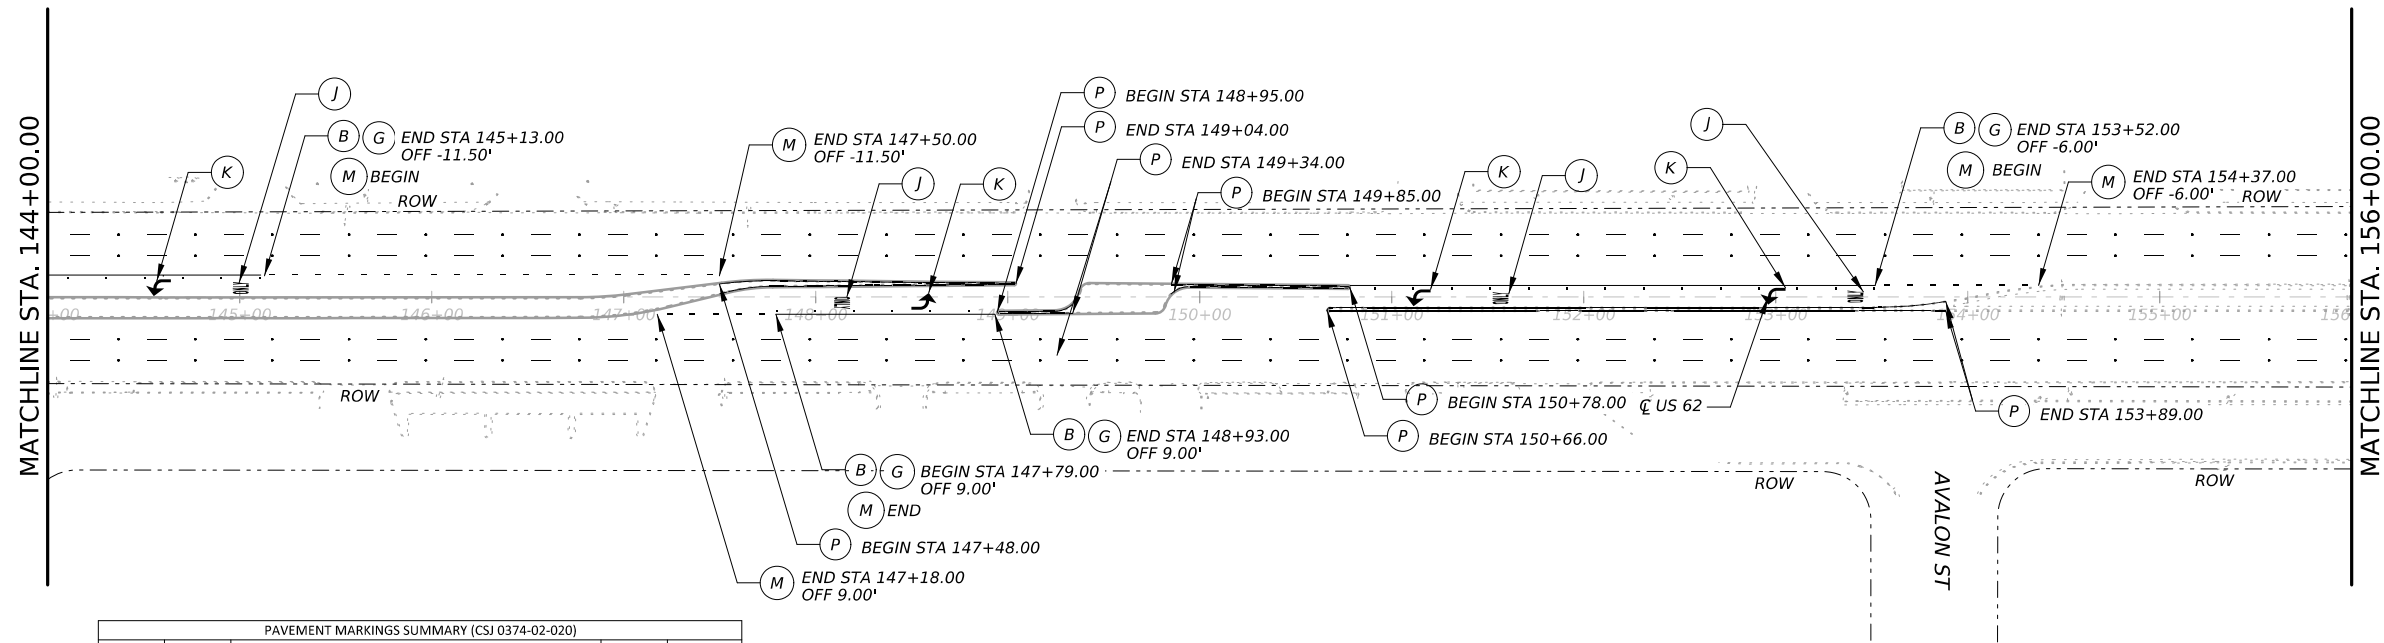 MATCHLINE STA. 144+00.00
MATCHLINE STA. 156+00.00
J
B G END STA 145+13.00
OFF -11.50'
M BEGIN
K
ROW
M END STA 147+50.00
OFF -11.50'
J
K
P BEGIN STA 148+95.00
P END STA 149+04.00
P END STA 149+34.00
P BEGIN STA 149+85.00
K
J
J
K
B G END STA 153+52.00
OFF -6.00'
M BEGIN
M END STA 154+37.00
OFF -6.00'
ROW
+00
145+00
146+00
147+00
148+00
149+00
150+00
151+00
152+00
153+00
154+00
155+00
156
ROW
P BEGIN STA 150+78.00
℄ US 62
P BEGIN STA 150+66.00
P END STA 153+89.00
B G END STA 148+93.00
OFF 9.00'
B G BEGIN STA 147+79.00
OFF 9.00'
M END
P BEGIN STA 147+48.00
M END STA 147+18.00
OFF 9.00'
ROW
ROW
AVALON ST
PAVEMENT MARKINGS SUMMARY (CSJ 0374-02-020)